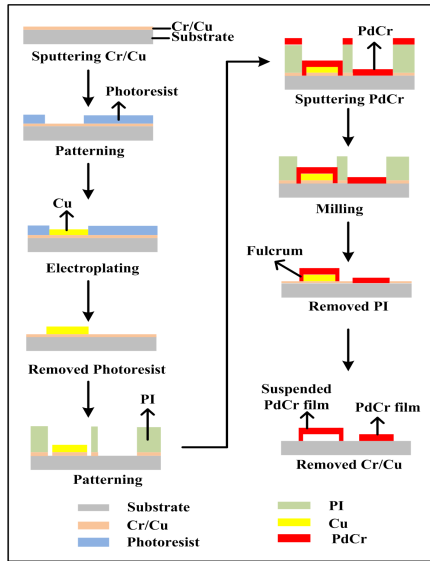 Cr/Cu
Substrate
Sputtering Cr/Cu
Photoresist
Patterning
Cu
Electroplating
Removed Photoresist
PI
Patterning
PdCr
Sputtering PdCr
Milling
Fulcrum
Removed PI
Suspended
PdCr film
PdCr film
Removed Cr/Cu
Substrate
Cr/Cu
Photoresist
PI
Cu
PdCr